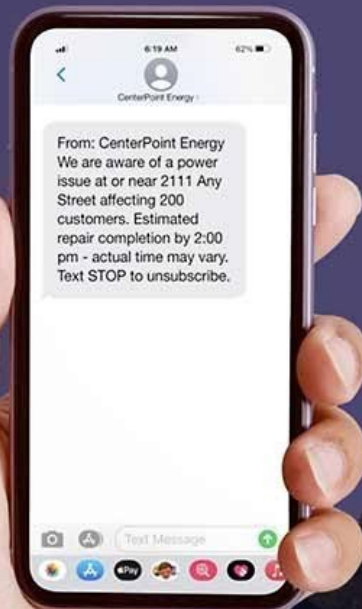 6:19 AM
62%
CenterPoint Energy
From: CenterPoint Energy
We are aware of a power
issue at or near 2111 Any
Street affecting 200
customers. Estimated
repair completion by 2:00
pm - actual time may vary.
Text STOP to unsubscribe.
Text Message
Pay